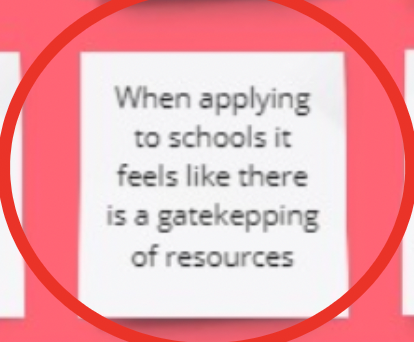 When applying
to schools it
feels like there
is a gatekepping
of resources